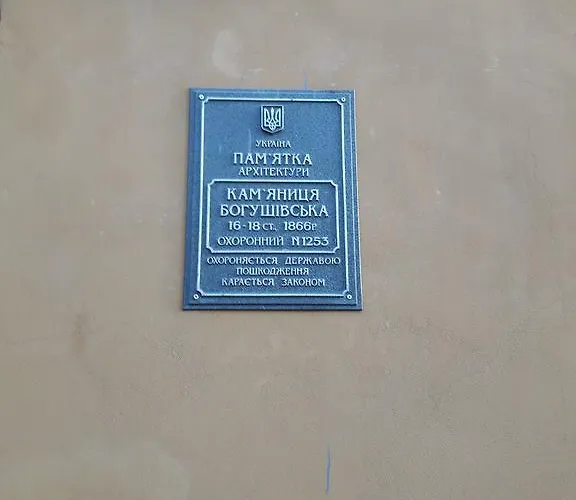 УКРАЇНА
ПАМ`ЯТКА
АРХІТЕКТУРИ
КАМ`ЯНИЦЯ
БОГУШІВСЬКА
16-18 СТ., 1866Р.
ОХОРОННИЙ N1253
ОХОРОНЯЄТЬСЯ ДЕРЖАВОЮ
ПОШКОДЖЕННЯ
КАРАЄТЬСЯ ЗАКОНОМ